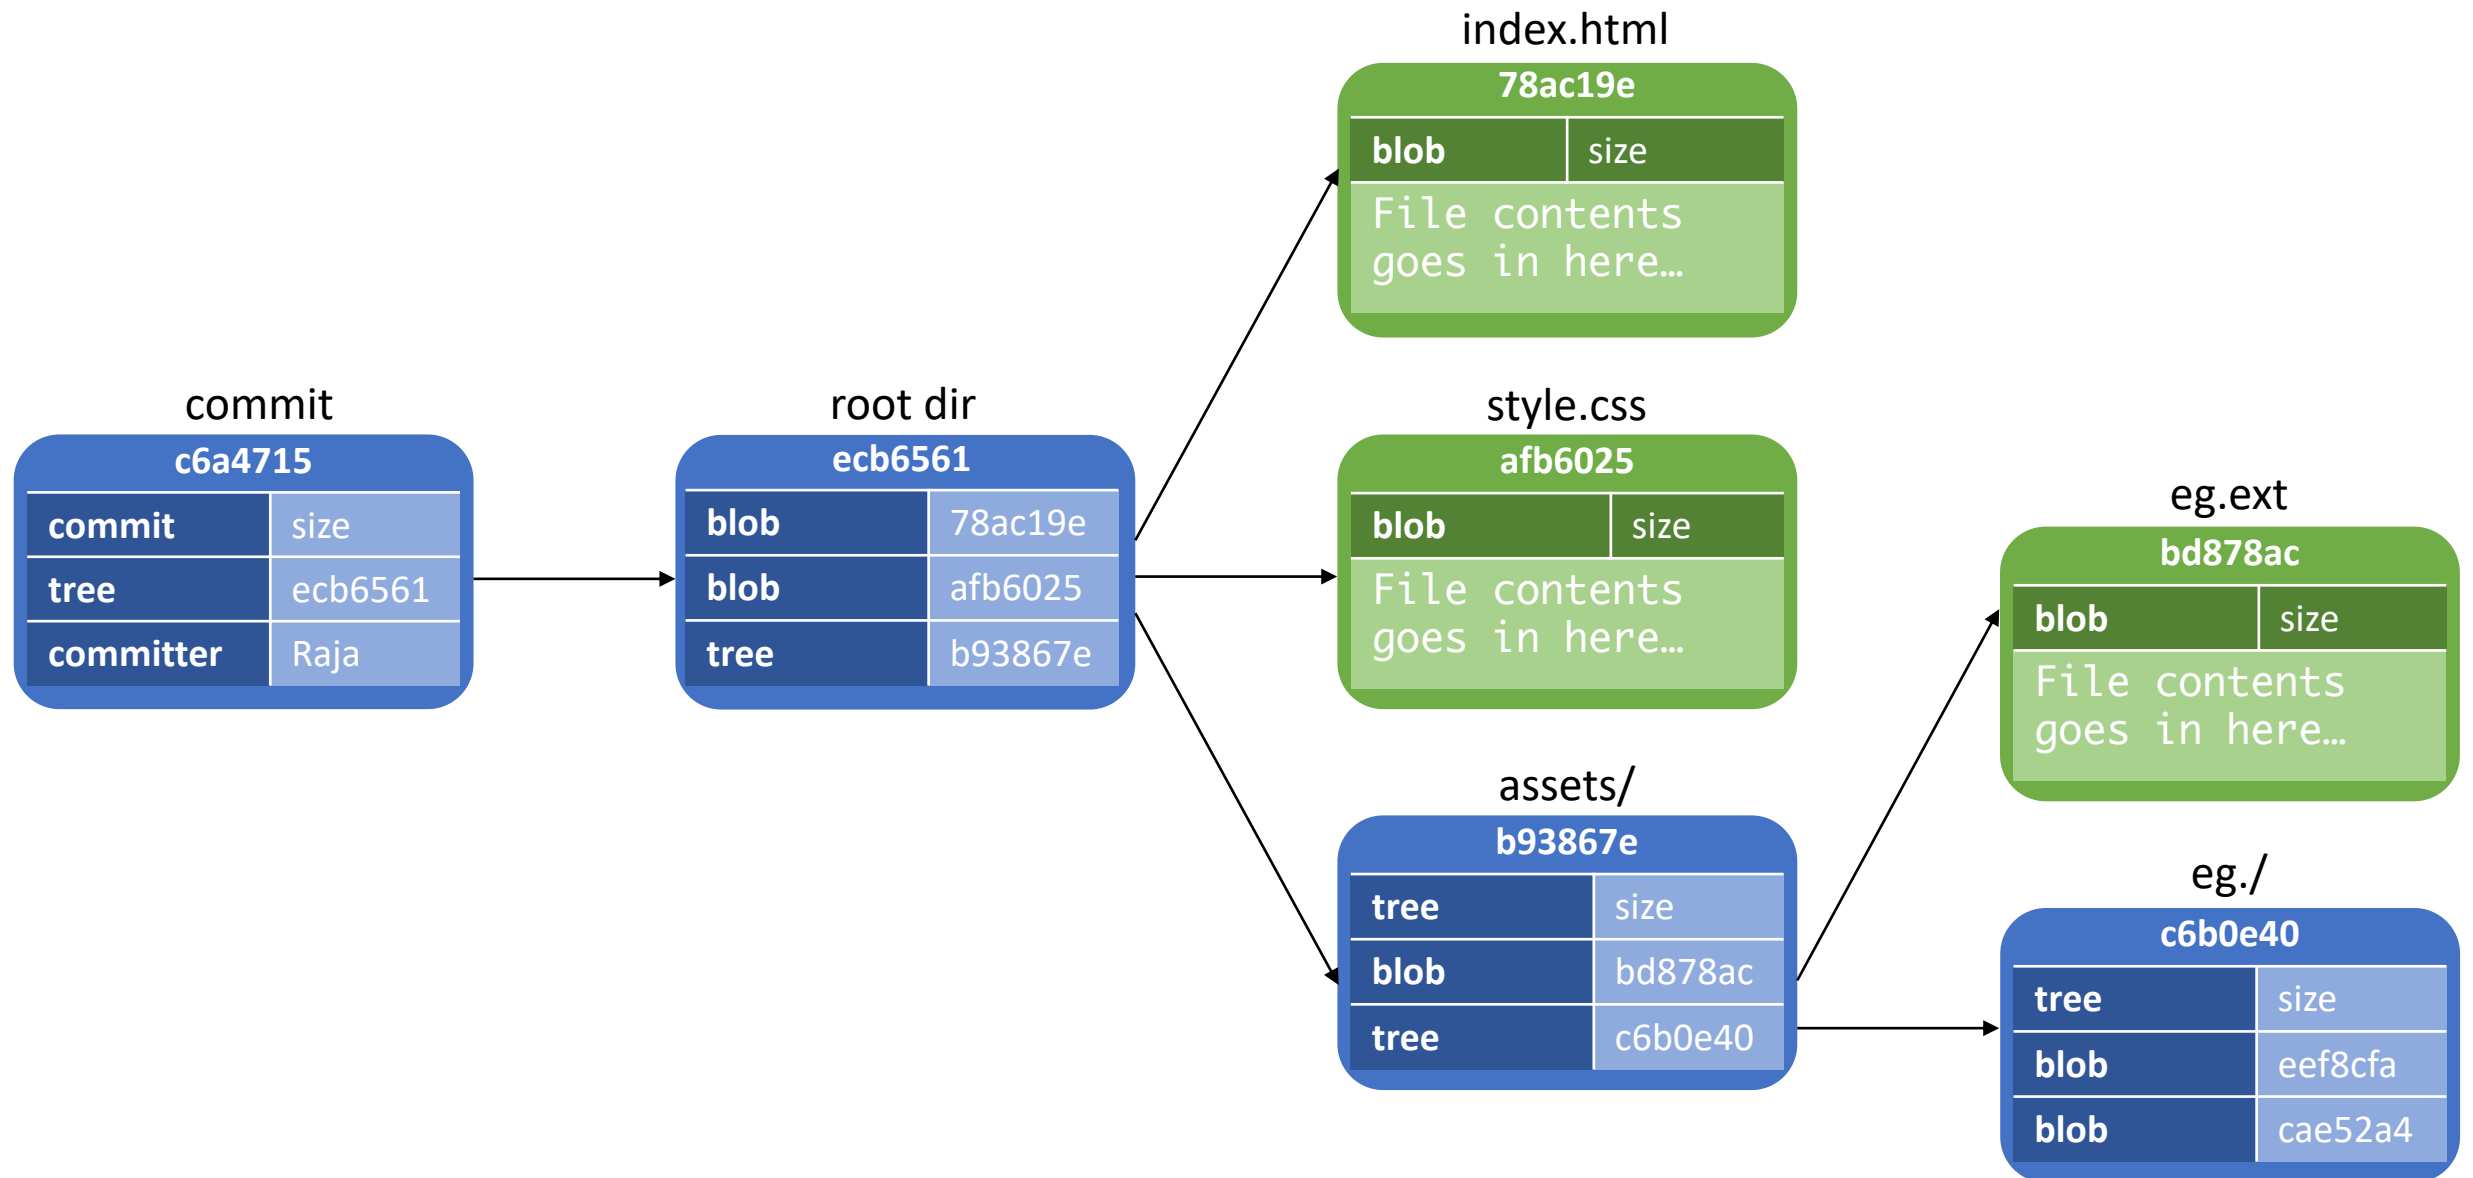 index.html
78ac19e
blob size
File contents
goes in here…
commit
c6a4715
commit size
tree ecb6561
committer Raja
root dir
ecb6561
blob 78ac19e
blob afb6025
tree b93867e
style.css
afb6025
blob size
File contents
goes in here…
eg.ext
bd878ac
blob size
File contents
goes in here…
assets/
b93867e
tree size
blob bd878ac
tree c6b0e40
eg./
c6b0e40
tree size
blob eef8cfa
blob cae52a4